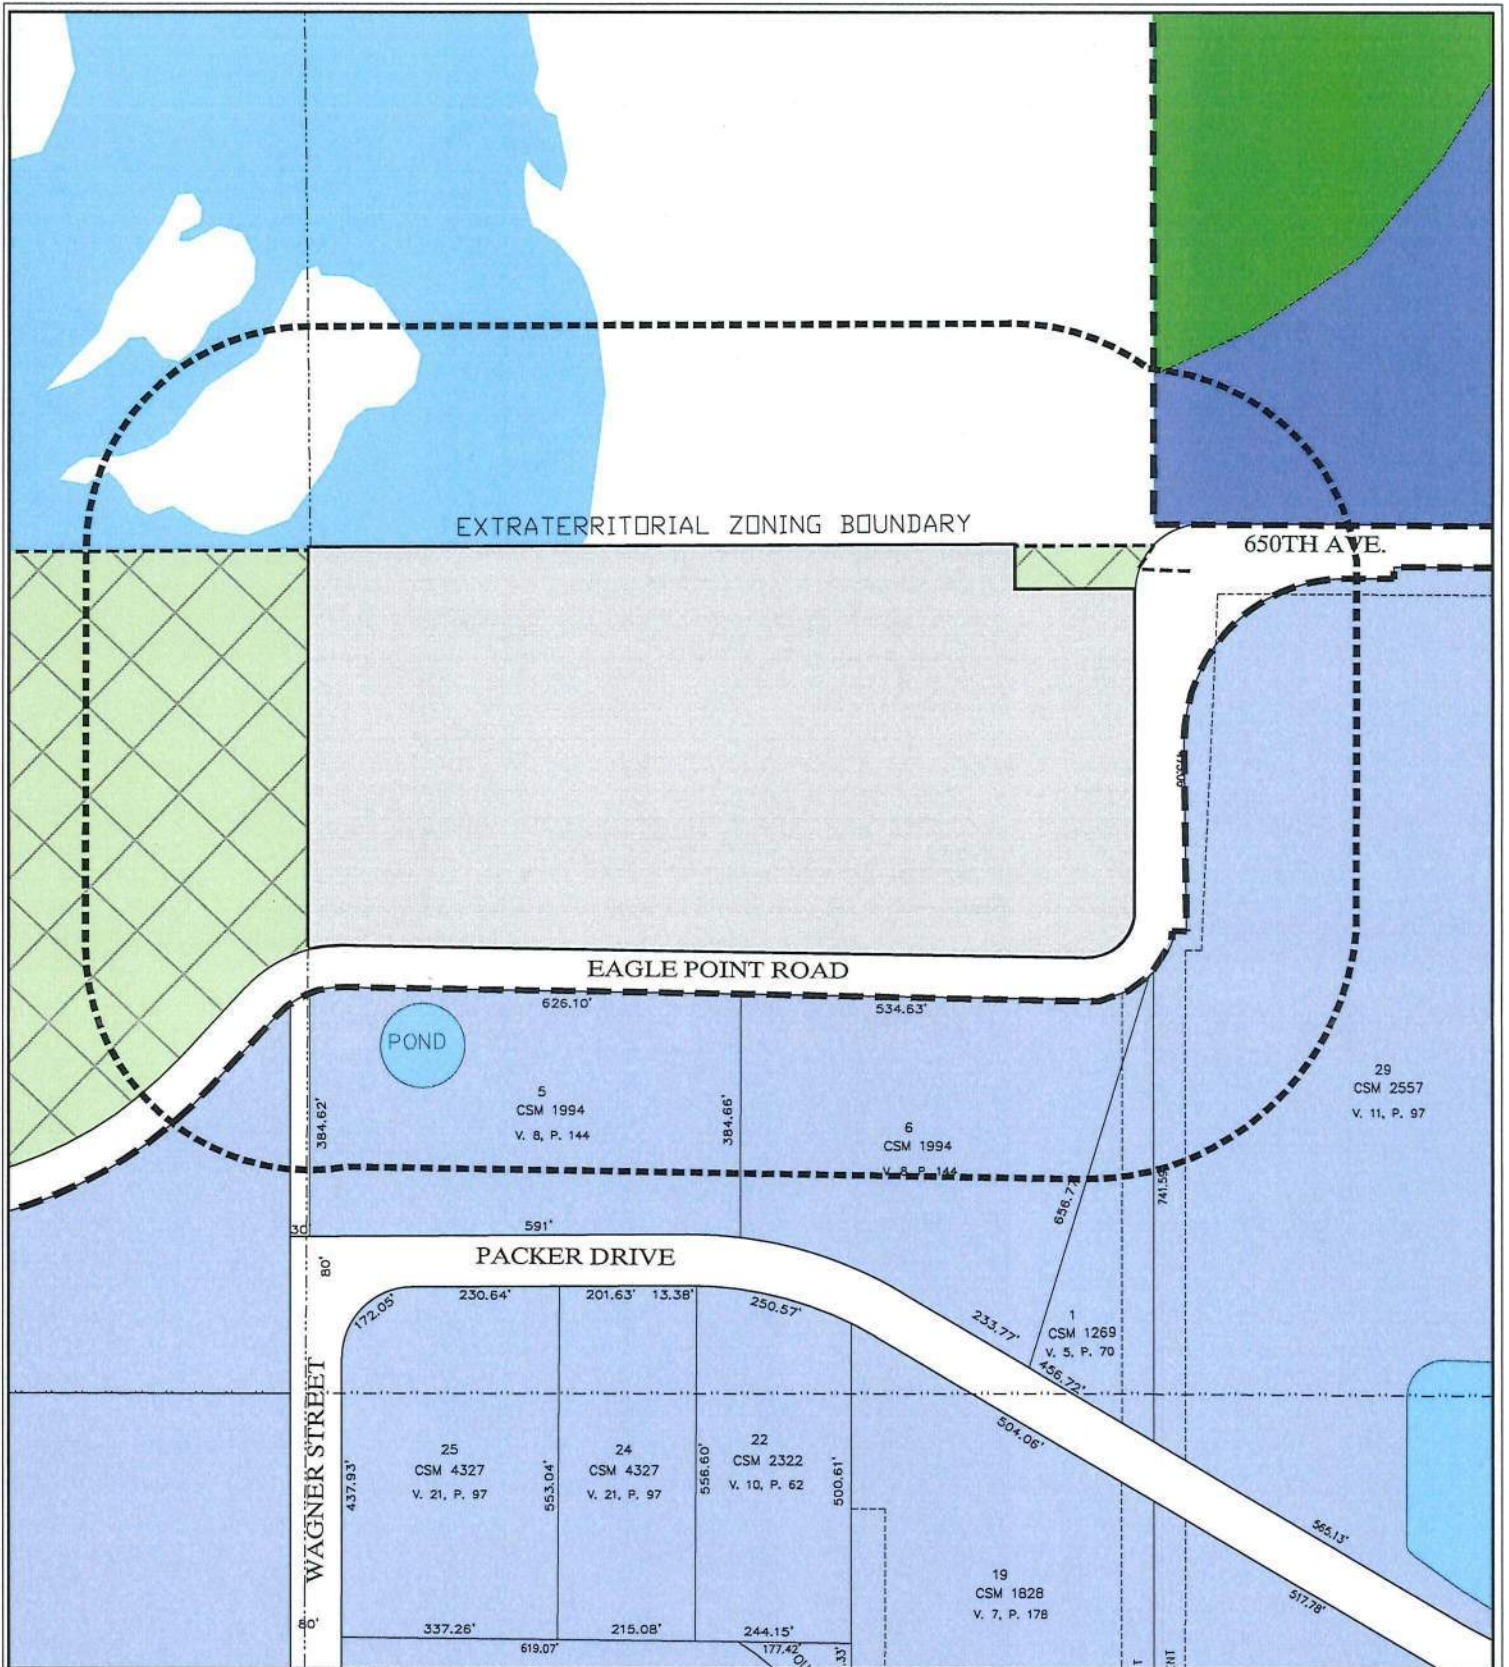 EXTRATERRITORIAL ZONING BOUNDARY
650TH AVE.
EAGLE POINT ROAD
626.10'
534.63'
POND
5
CSM 1994
V. 8, P. 144
384.62'
384.66'
6
CSM 1994
V. 8, P. 144
29
CSM 2557
V. 11, P. 97
656.77
741.59'
30'
591'
PACKER DRIVE
80'
172.05'
230.64'
201.63'
13.38'
250.57'
233.77'
1
CSM 1269
V. 5, P. 70
456.72'
504.06'
WAGNER STREET
437.93'
25
CSM 4327
V. 21, P. 97
553.04'
24
CSM 4327
V. 21, P. 97
556.60'
22
CSM 2322
V. 10, P. 62
500.61'
565.13'
19
CSM 1828
V. 7, P. 178
517.78'
80'
337.26'
215.08'
244.15'
619.07'
177.42'
.33'